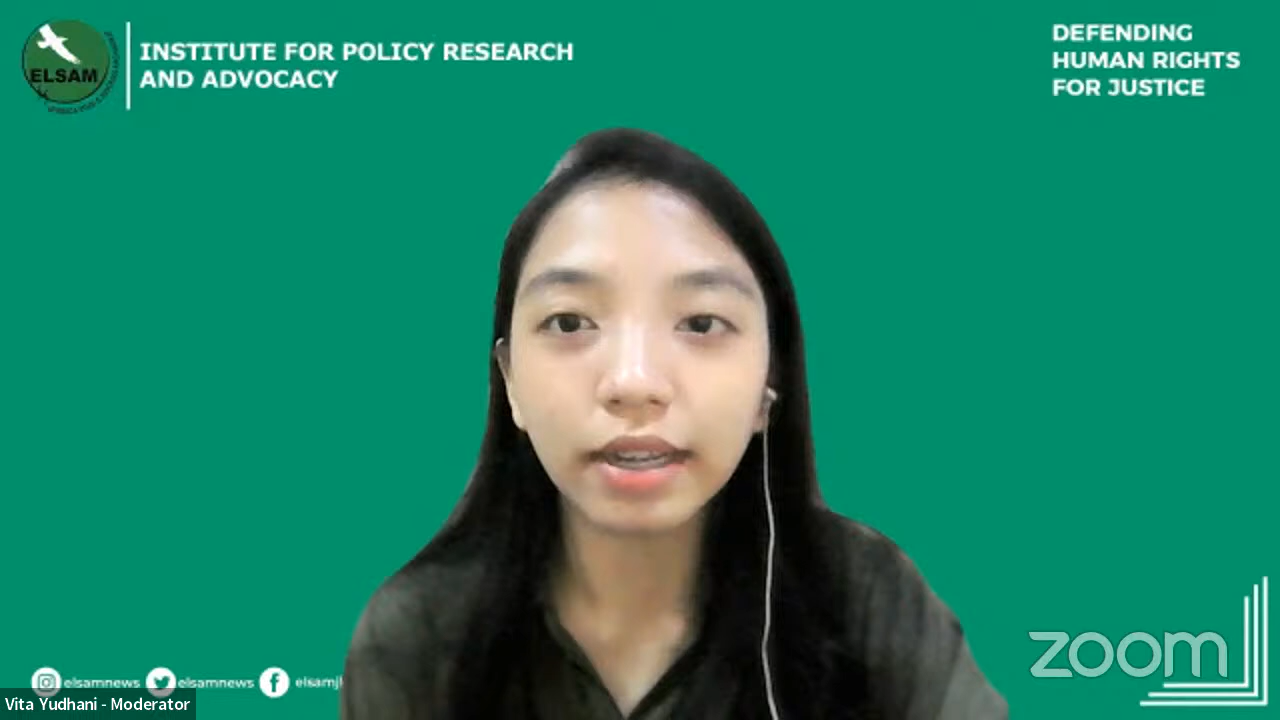 ELSAM
INSTITUTE FOR POLICY RESEARCH
AND ADVOCACY
DEFENDING
HUMAN RIGHTS
FOR JUSTICE
elsamnews
elsamnews
zoom
Vita Yudhani - Moderator